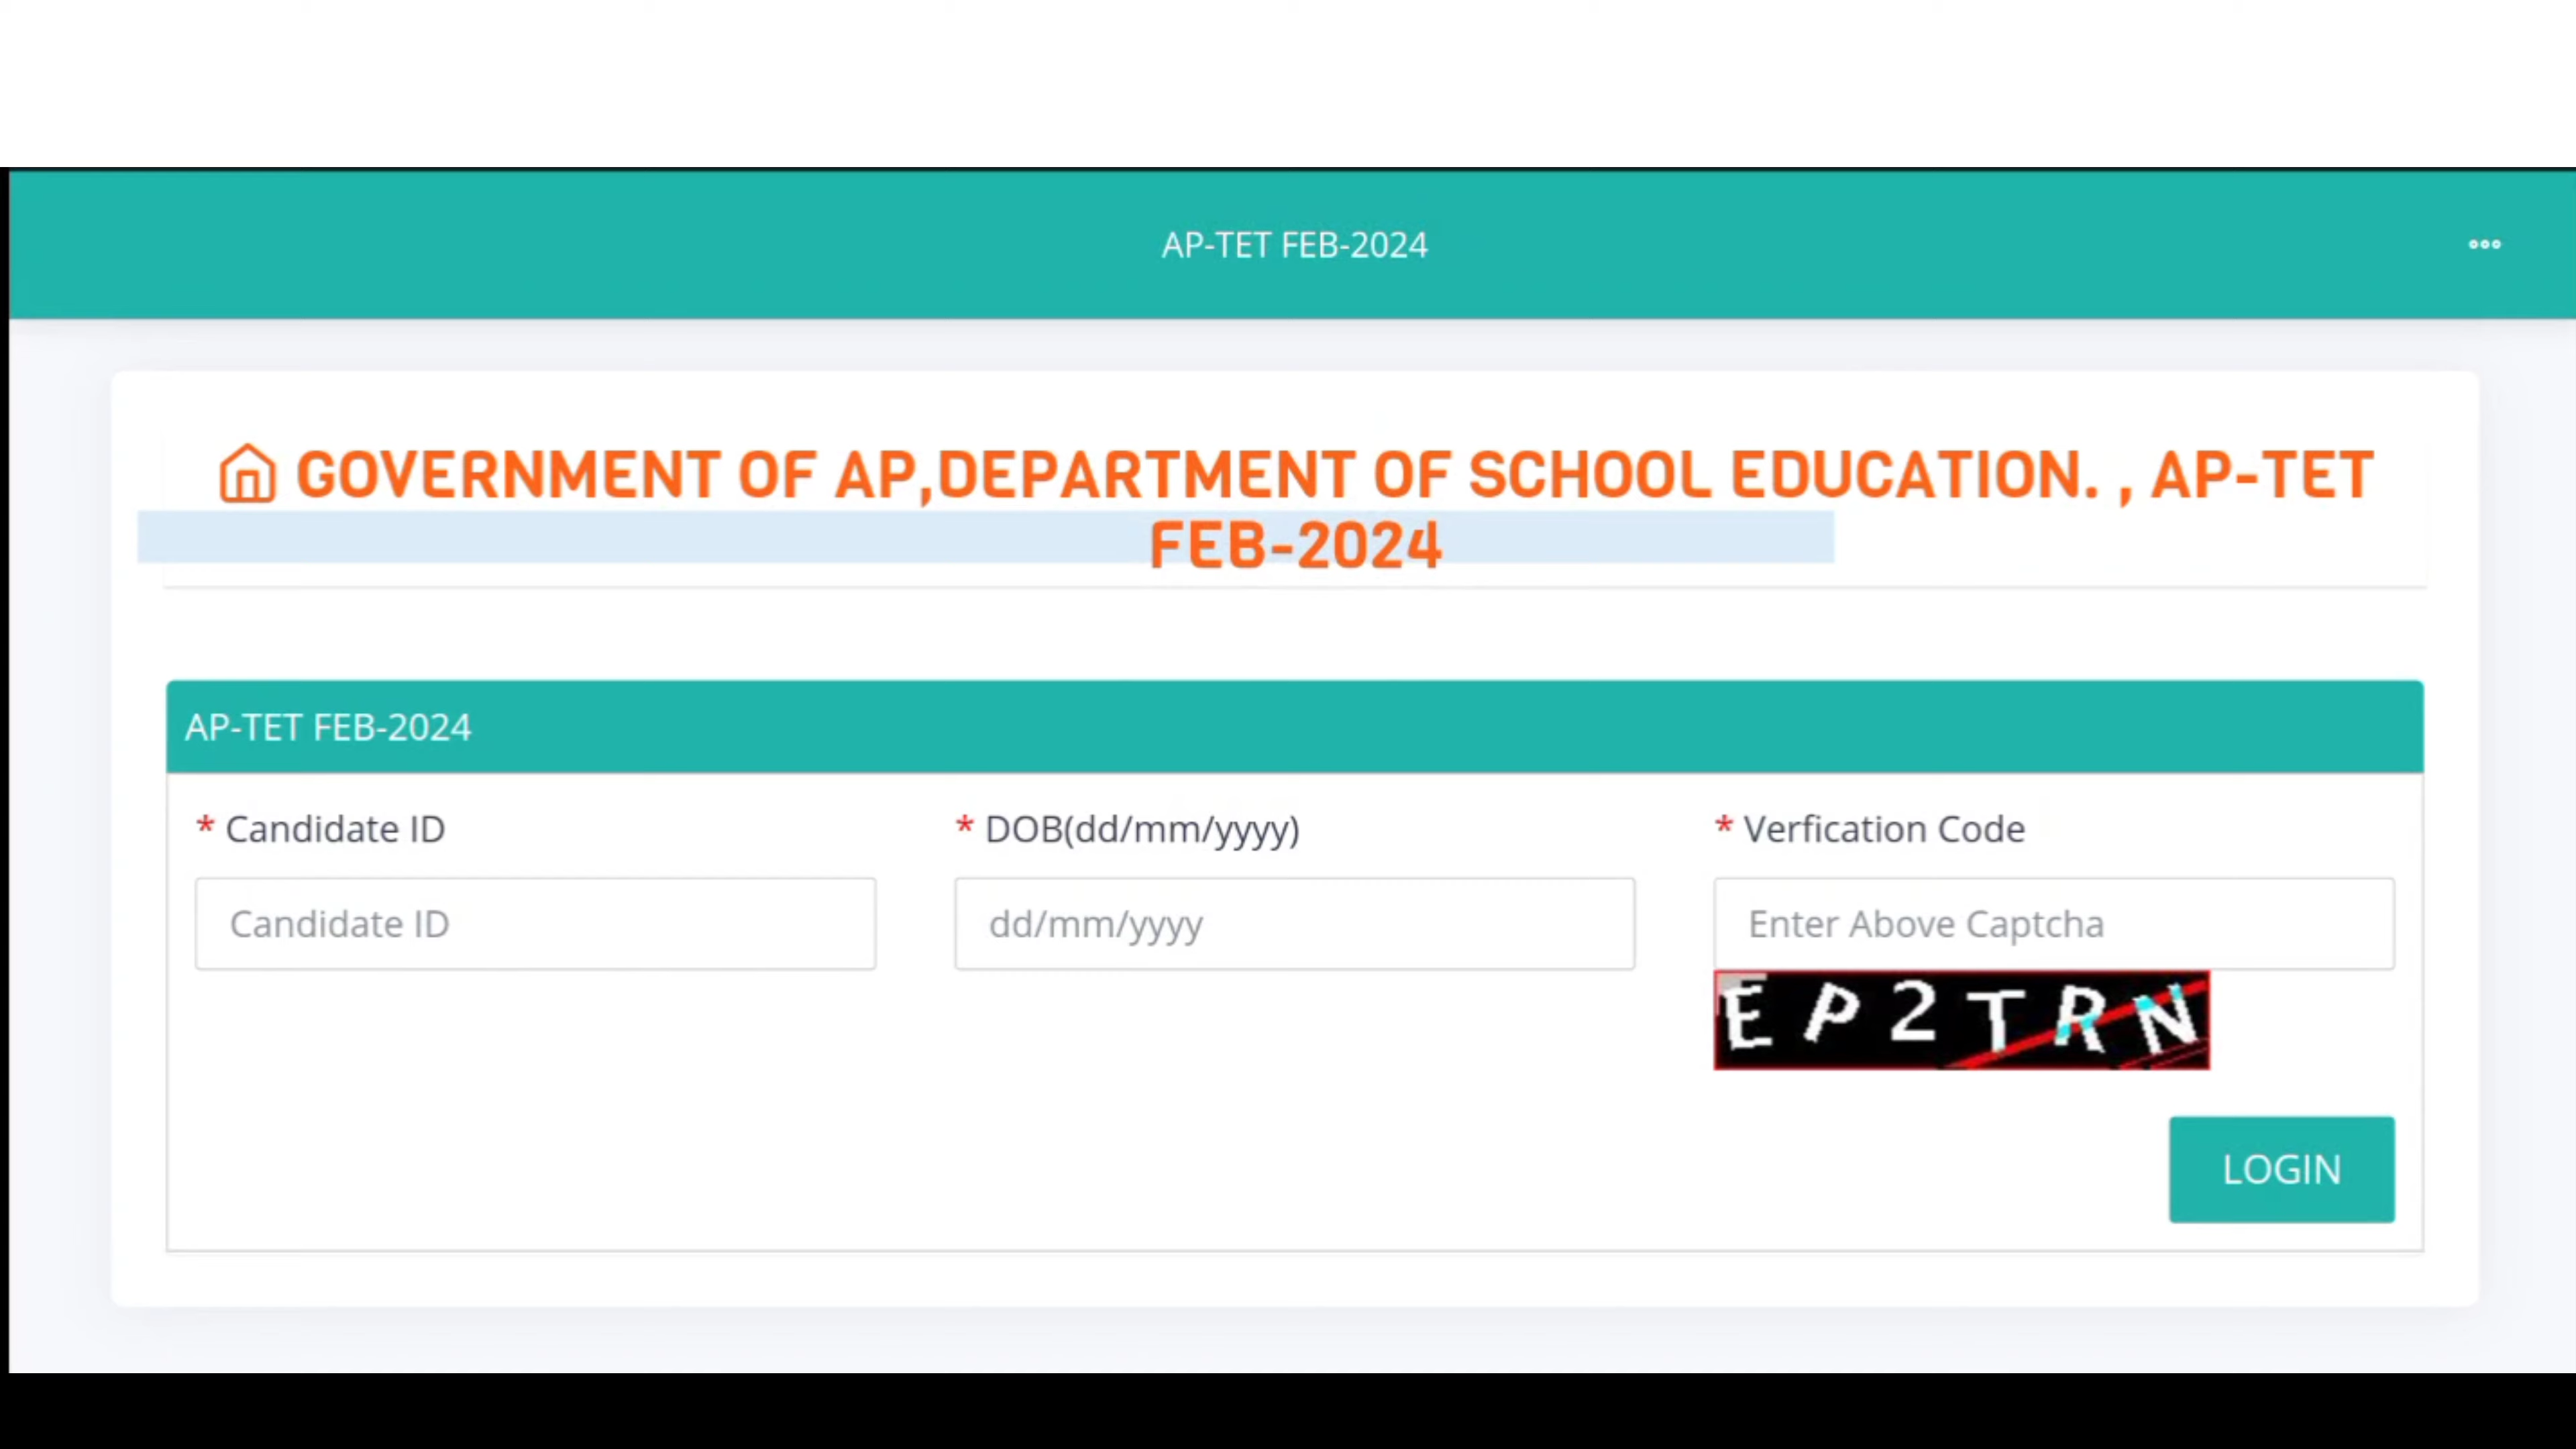 AP-TET FEB-2024
GOVERNMENT OF AP,DEPARTMENT OF SCHOOL EDUCATION. , AP-TET
FEB-2024
AP-TET FEB-2024
* Candidate ID
Candidate ID
* DOB(dd/mm/yyyy)
dd/mm/yyyy
* Verfication Code
Enter Above Captcha
EP2TRN
LOGIN